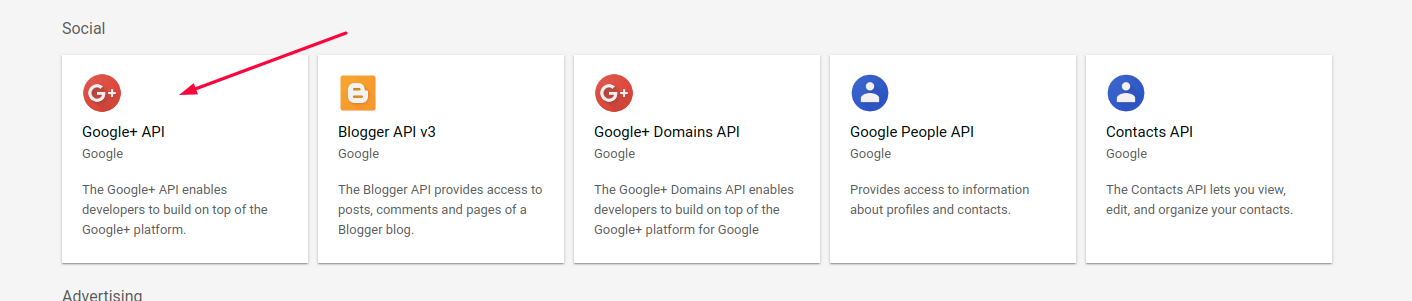 Social
G+
Google+ API
Google
The Google+ API enables
developers to build on top of the
Google+ platform.
Blogger API v3
Google
The Blogger API provides access to
posts, comments and pages of a
Blogger blog.
G+
Google+ Domains API
Google
The Google+ Domains API enables
developers to build on top of the
Google+ platform for Google
Google People API
Google
Provides access to information
about profiles and contacts.
Contacts API
Google
The Contacts API lets you view,
edit, and organize your contacts.
Advertising